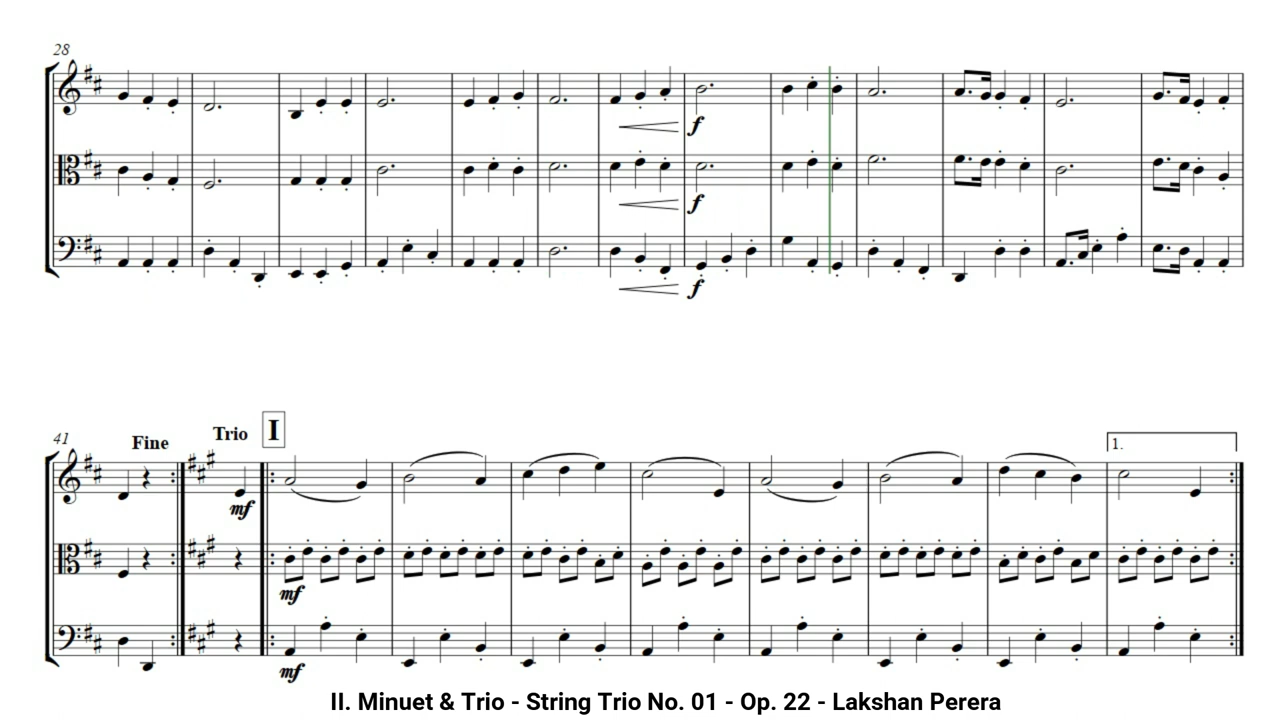 28
f
f
f
41
Fine
Trio
I
1.
mf
mf
mf
II. Minuet & Trio - String Trio No. 01 - Op. 22 - Lakshan Perera